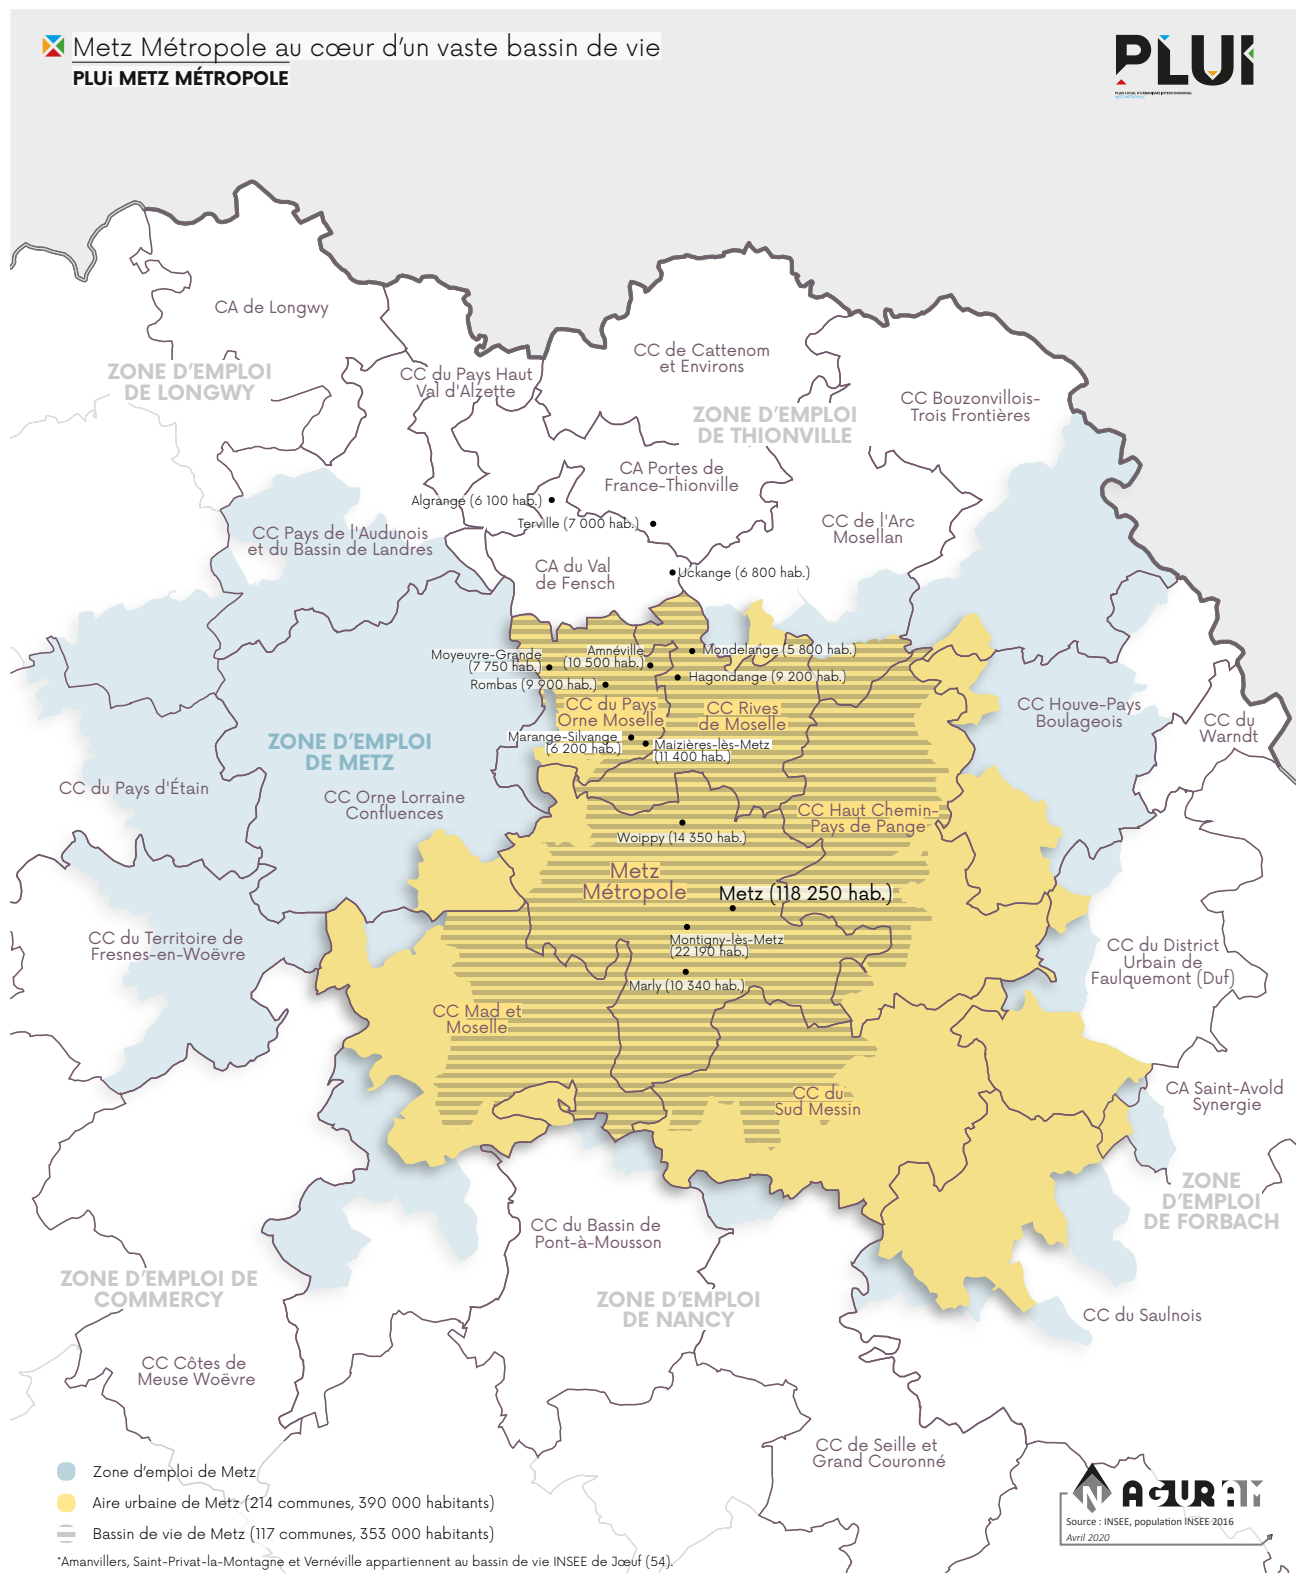 Metz Métropole au cœur d'un vaste bassin de vie
PLUi METZ MÉTROPOLE
PLUi
PLAN LOCAL D'URBANISME INTERCOMMUNAL
METZ MÉTROPOLE
CA de Longwy
ZONE D'EMPLOI
DE LONGWY
CC du Pays Haut
Val d'Alzette
CC de Cattenom
et Environs
ZONE D'EMPLOI
DE THIONVILLE
CC Bouzonvillois-
Trois Frontières
CA Portes de
France-Thionville
Algrange (6 100 hab.)
Terville (7 000 hab.)
CC de l'Arc
Mosellan
CC Pays de l'Audunois
et du Bassin de Landres
CA du Val
de Fensch
Uckange (6 800 hab.)
Moyeuvre-Grande
(7 750 hab.)
Amnéville
(10 500 hab.)
Mondelange (5 800 hab.)
Rombas (9 900 hab.)
Hagondange (9 200 hab.)
CC du Pays
Orne Moselle
CC Rives
de Moselle
CC Houve-Pays
Boulageois
CC du
Warndt
Marange-Silvange
(6 200 hab.)
Maizières-lès-Metz
(11 400 hab.)
ZONE D'EMPLOI
DE METZ
CC du Pays d'Étain
CC Orne Lorraine
Confluences
CC Haut Chemin-
Pays de Pange
Woippy (14 350 hab.)
Metz
Métropole
Metz (118 250 hab.)
Montigny-lès-Metz
(22 190 hab.)
Marly (10 340 hab.)
CC du Territoire de
Fresnes-en-Woëvre
CC du District
Urbain de
Faulquemont (Duf)
CC Mad et
Moselle
CC du
Sud Messin
CA Saint-Avold
Synergie
ZONE
D'EMPLOI
DE FORBACH
CC du Bassin de
Pont-à-Mousson
ZONE D'EMPLOI DE
COMMERCY
ZONE D'EMPLOI
DE NANCY
CC du Saulnois
CC Côtes de
Meuse Woëvre
CC de Seille et
Grand Couronné
Zone d'emploi de Metz
Aire urbaine de Metz (214 communes, 390 000 habitants)
Bassin de vie de Metz (117 communes, 353 000 habitants)
*Amanvillers, Saint-Privat-la-Montagne et Vernéville appartiennent au bassin de vie INSEE de Jœuf (54).
N
AGURAM
Source : INSEE, population INSEE 2016
Avril 2020